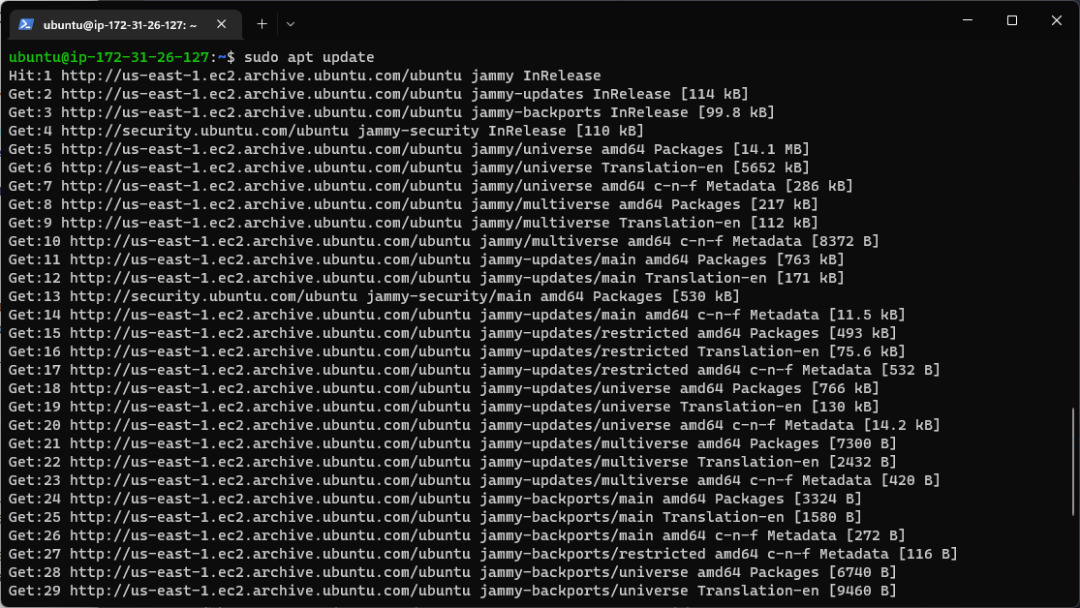 ubuntu@ip-172-31-26-127: ~
ubuntu@ip-172-31-26-127:~$ sudo apt update
Hit:1 http://us-east-1.ec2.archive.ubuntu.com/ubuntu jammy InRelease
Get:2 http://us-east-1.ec2.archive.ubuntu.com/ubuntu jammy-updates InRelease [114 kB]
Get:3 http://us-east-1.ec2.archive.ubuntu.com/ubuntu jammy-backports InRelease [99.8 kB]
Get:4 http://security.ubuntu.com/ubuntu jammy-security InRelease [110 kB]
Get:5 http://us-east-1.ec2.archive.ubuntu.com/ubuntu jammy/universe amd64 Packages [14.1 MB]
Get:6 http://us-east-1.ec2.archive.ubuntu.com/ubuntu jammy/universe Translation-en [5652 kB]
Get:7 http://us-east-1.ec2.archive.ubuntu.com/ubuntu jammy/universe amd64 c-n-f Metadata [286 kB]
Get:8 http://us-east-1.ec2.archive.ubuntu.com/ubuntu jammy/multiverse amd64 Packages [217 kB]
Get:9 http://us-east-1.ec2.archive.ubuntu.com/ubuntu jammy/multiverse Translation-en [112 kB]
Get:10 http://us-east-1.ec2.archive.ubuntu.com/ubuntu jammy/multiverse amd64 c-n-f Metadata [8372 B]
Get:11 http://us-east-1.ec2.archive.ubuntu.com/ubuntu jammy-updates/main amd64 Packages [763 kB]
Get:12 http://us-east-1.ec2.archive.ubuntu.com/ubuntu jammy-updates/main Translation-en [171 kB]
Get:13 http://security.ubuntu.com/ubuntu jammy-security/main amd64 Packages [530 kB]
Get:14 http://us-east-1.ec2.archive.ubuntu.com/ubuntu jammy-updates/main amd64 c-n-f Metadata [11.5 kB]
Get:15 http://us-east-1.ec2.archive.ubuntu.com/ubuntu jammy-updates/restricted amd64 Packages [493 kB]
Get:16 http://us-east-1.ec2.archive.ubuntu.com/ubuntu jammy-updates/restricted Translation-en [75.6 kB]
Get:17 http://us-east-1.ec2.archive.ubuntu.com/ubuntu jammy-updates/restricted amd64 c-n-f Metadata [532 B]
Get:18 http://us-east-1.ec2.archive.ubuntu.com/ubuntu jammy-updates/universe amd64 Packages [766 kB]
Get:19 http://us-east-1.ec2.archive.ubuntu.com/ubuntu jammy-updates/universe Translation-en [130 kB]
Get:20 http://us-east-1.ec2.archive.ubuntu.com/ubuntu jammy-updates/universe amd64 c-n-f Metadata [14.2 kB]
Get:21 http://us-east-1.ec2.archive.ubuntu.com/ubuntu jammy-updates/multiverse amd64 Packages [7300 B]
Get:22 http://us-east-1.ec2.archive.ubuntu.com/ubuntu jammy-updates/multiverse Translation-en [2432 B]
Get:23 http://us-east-1.ec2.archive.ubuntu.com/ubuntu jammy-updates/multiverse amd64 c-n-f Metadata [420 B]
Get:24 http://us-east-1.ec2.archive.ubuntu.com/ubuntu jammy-backports/main amd64 Packages [3324 B]
Get:25 http://us-east-1.ec2.archive.ubuntu.com/ubuntu jammy-backports/main Translation-en [1580 B]
Get:26 http://us-east-1.ec2.archive.ubuntu.com/ubuntu jammy-backports/main amd64 c-n-f Metadata [272 B]
Get:27 http://us-east-1.ec2.archive.ubuntu.com/ubuntu jammy-backports/restricted amd64 c-n-f Metadata [116 B]
Get:28 http://us-east-1.ec2.archive.ubuntu.com/ubuntu jammy-backports/universe amd64 Packages [6740 B]
Get:29 http://us-east-1.ec2.archive.ubuntu.com/ubuntu jammy-backports/universe Translation-en [9460 B]